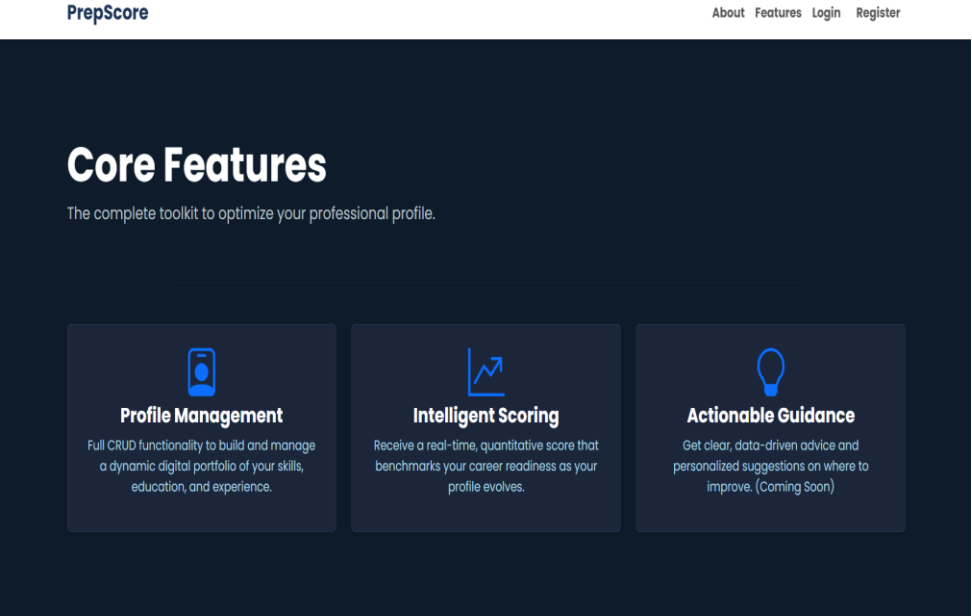 PrepScore
About Features Login Register
Core Features
The complete toolkit to optimize your professional profile.
Profile Management
Full CRUD functionality to build and manage
a dynamic digital portfolio of your skills,
education, and experience.
Intelligent Scoring
Receive a real-time, quantitative score that
benchmarks your career readiness as your
profile evolves.
Actionable Guidance
Get clear, data-driven advice and
personalized suggestions on where to
improve. (Coming Soon)